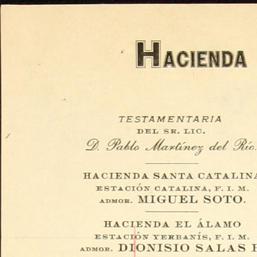 HACIENDA
TESTAMENTARIA
DEL SR. LIC.
D. Pablo Martínez del Río.
HACIENDA SANTA CATALINA
ESTACIÓN CATALINA, F. I. M.
ADMOR. MIGUEL SOTO.
HACIENDA EL ÁLAMO
ESTACIÓN YERBANÍS, F. I. M.
ADMOR. DIONISIO SALAS